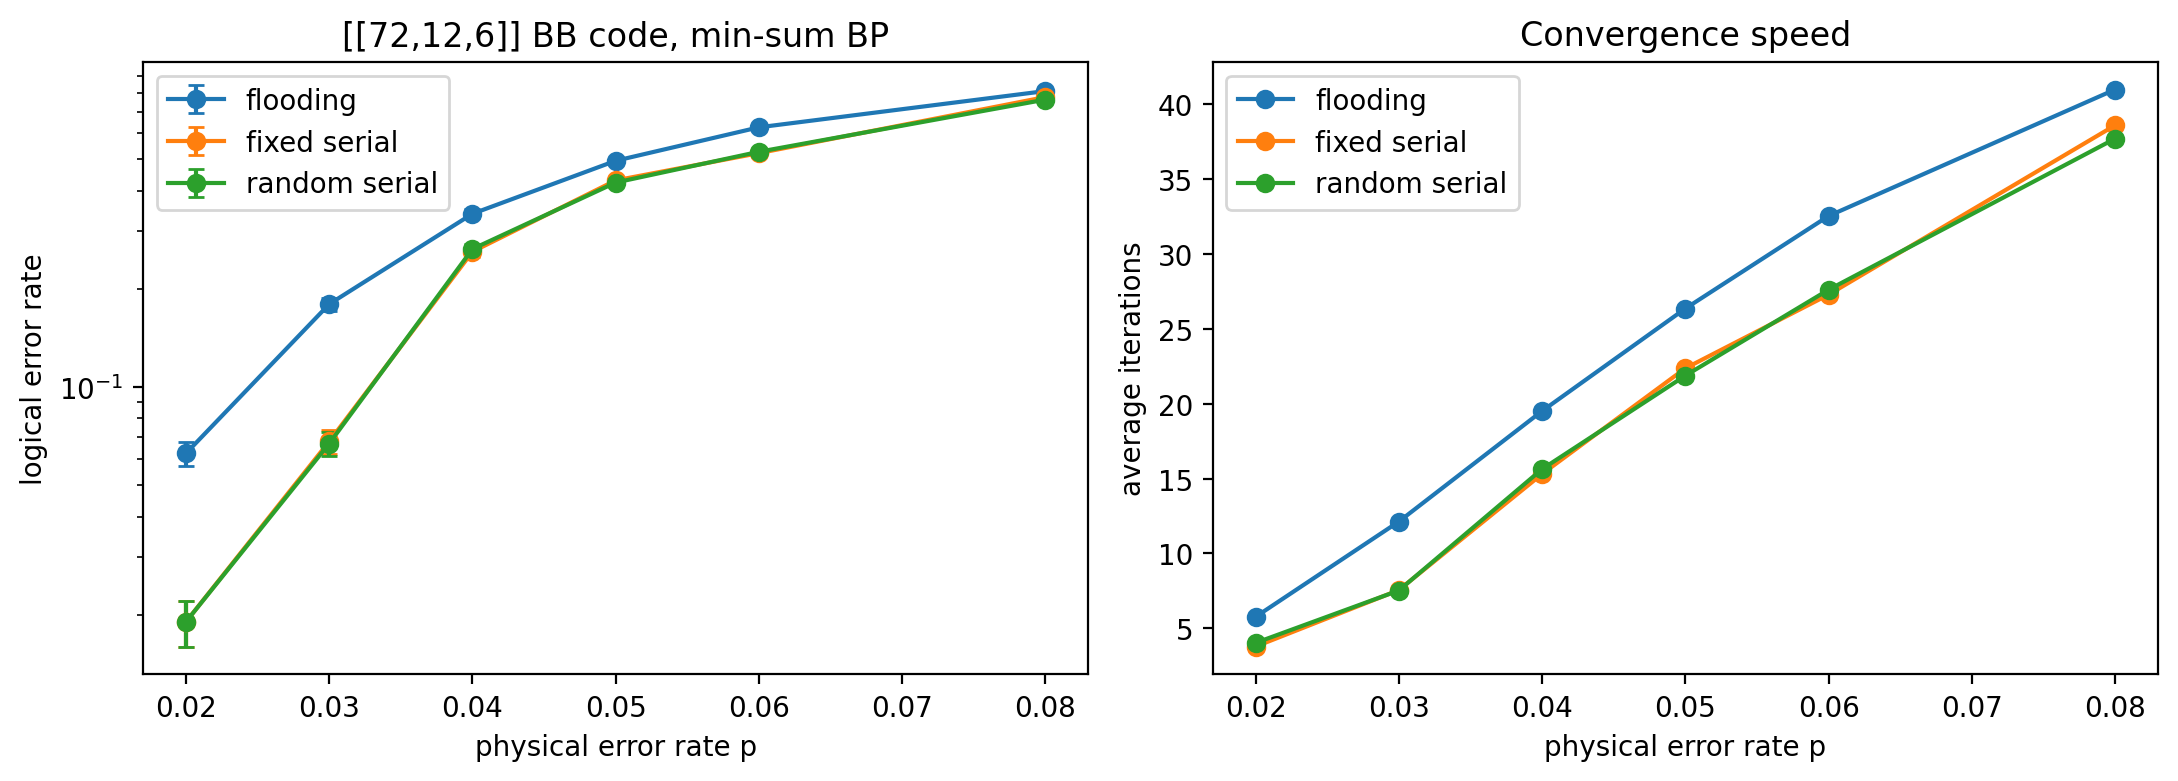 [[72,12,6]] BB code, min-sum BP
flooding
fixed serial
random serial
logical error rate
10⁻¹
0.02 0.03 0.04 0.05 0.06 0.07 0.08
physical error rate p
Convergence speed
flooding
fixed serial
random serial
average iterations
40
35
30
25
20
15
10
5
0.02 0.03 0.04 0.05 0.06 0.07 0.08
physical error rate p